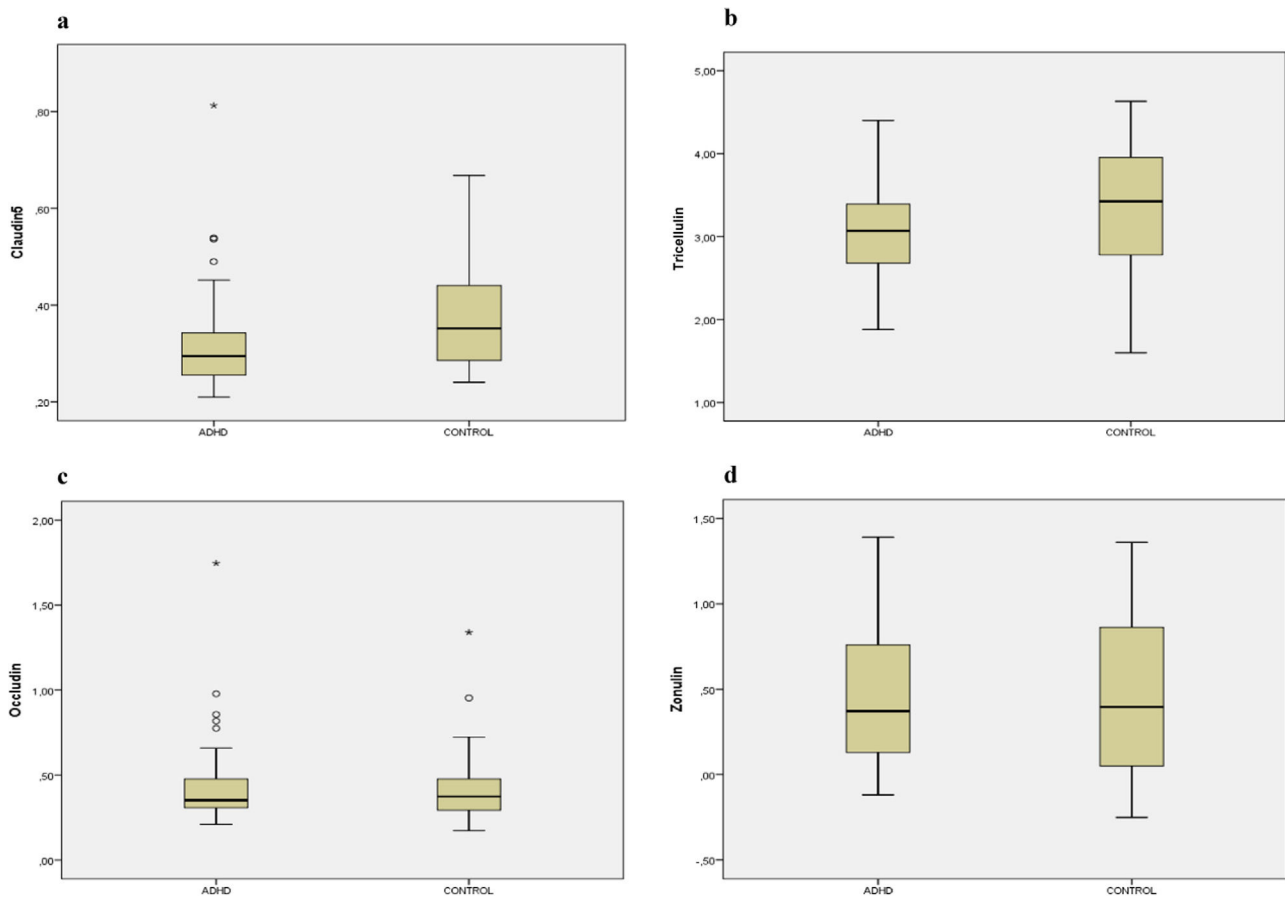 a
Claudin5
,80
,60
,40
,20
ADHD
CONTROL
b
Tricellulin
5,00
4,00
3,00
2,00
1,00
ADHD
CONTROL
c
Occludin
2,00
1,50
1,00
,50
,00
ADHD
CONTROL
d
Zonulin
1,50
1,00
,50
,00
-,50
ADHD
CONTROL